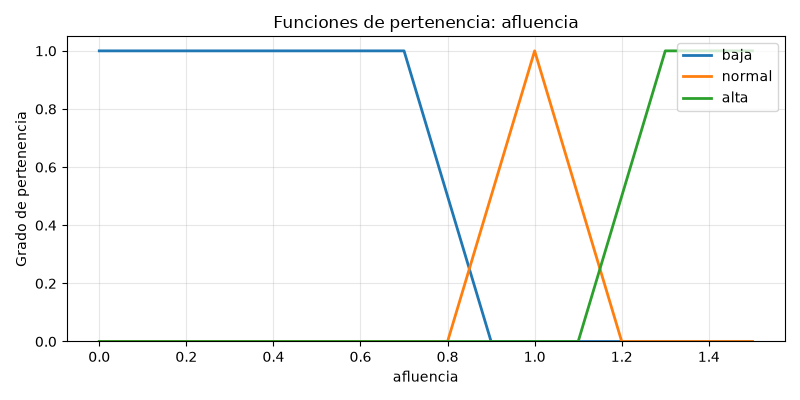 Funciones de pertenencia: afluencia
Grado de pertenencia
1.0
0.8
0.6
0.4
0.2
0.0
baja
normal
alta
0.0 0.2 0.4 0.6 0.8 1.0 1.2 1.4
afluencia